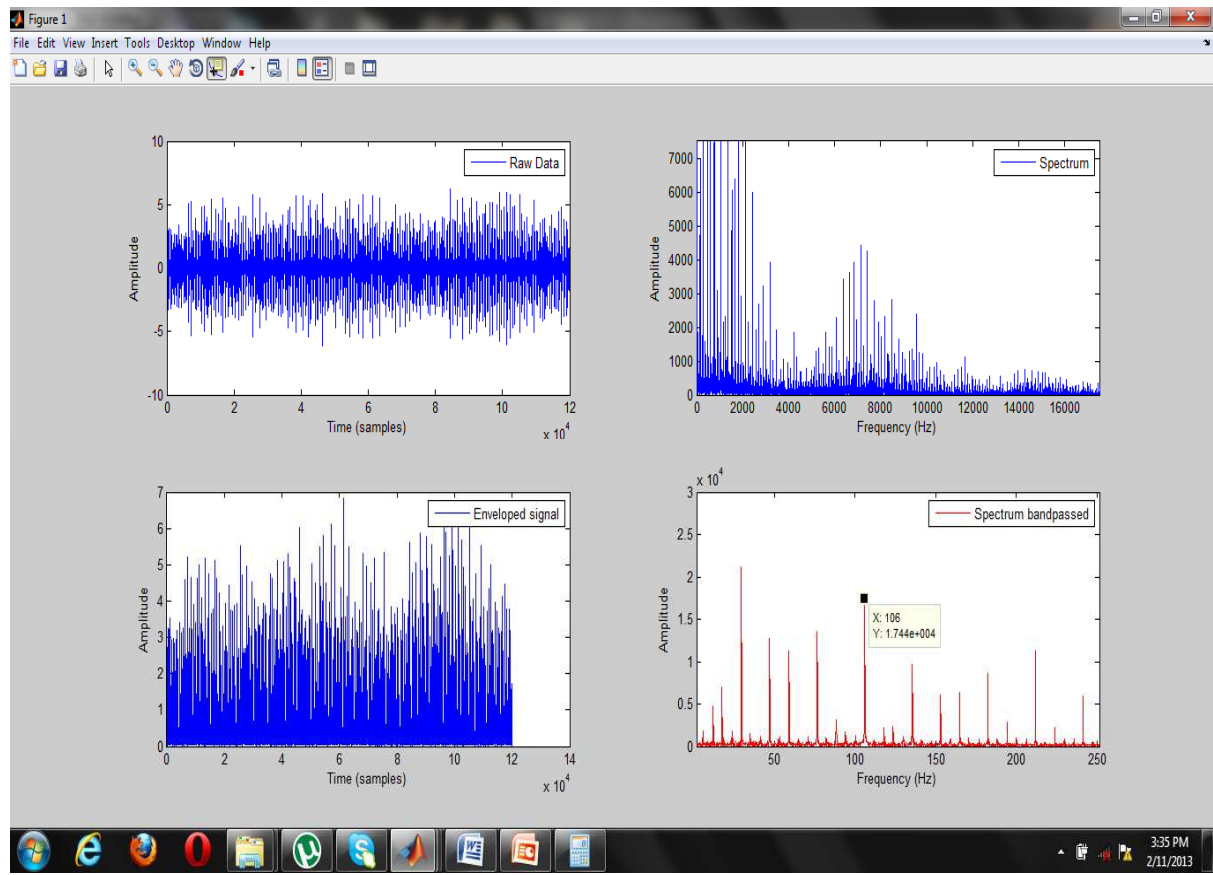 Figure 1
File Edit View Insert Tools Desktop Window Help
Raw Data
Amplitude
10
5
0
-5
-10
0 2 4 6 8 10 12
Time (samples)
x 10^4
Spectrum
Amplitude
7000
6000
5000
4000
3000
2000
1000
0
0 2000 4000 6000 8000 10000 12000 14000 16000
Frequency (Hz)
Enveloped signal
Amplitude
7
6
5
4
3
2
1
0
0 2 4 6 8 10 12 14
Time (samples)
x 10^4
x 10^4
Spectrum bandpassed
Amplitude
3
2.5
2
1.5
1
0.5
0
X: 106
Y: 1.744e+004
50 100 150 200 250
Frequency (Hz)
3:35 PM
2/11/2013